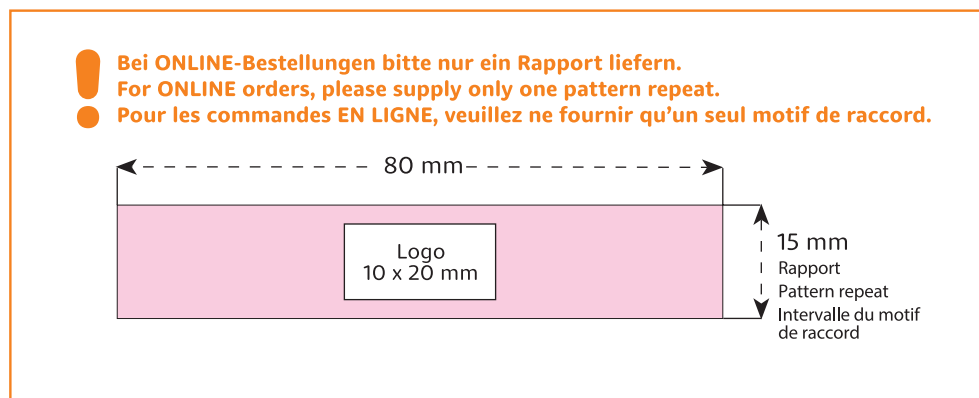 Bei ONLINE-Bestellungen bitte nur ein Rapport liefern.
For ONLINE orders, please supply only one pattern repeat.
Pour les commandes EN LIGNE, veuillez ne fournir qu'un seul motif de raccord.
80 mm
Logo
10 x 20 mm
15 mm
Rapport
Pattern repeat
Intervalle du motif
de raccord